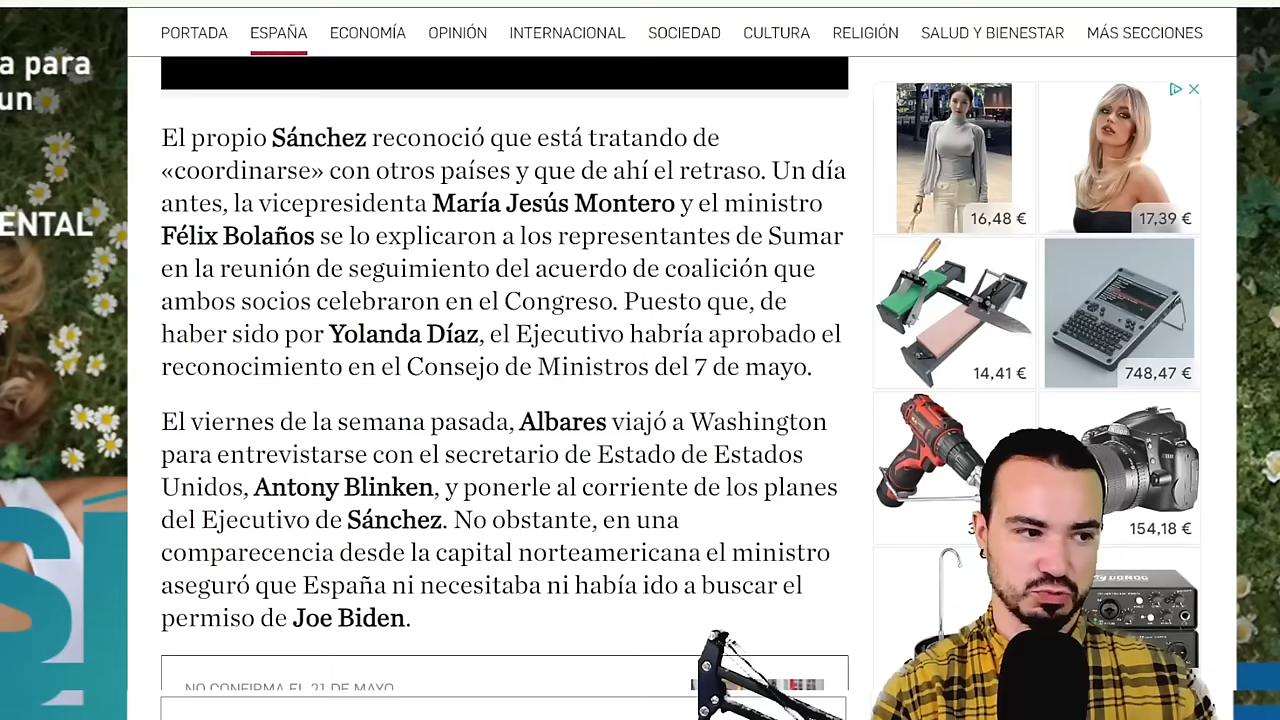 PORTADA ESPAÑA ECONOMÍA OPINIÓN INTERNACIONAL SOCIEDAD CULTURA RELIGIÓN SALUD Y BIENESTAR MÁS SECCIONES
a para
un
ENTAL
El propio Sánchez reconoció que está tratando de
«coordinarse» con otros países y que de ahí el retraso. Un día
antes, la vicepresidenta María Jesús Montero y el ministro
Félix Bolaños se lo explicaron a los representantes de Sumar
en la reunión de seguimiento del acuerdo de coalición que
ambos socios celebraron en el Congreso. Puesto que, de
haber sido por Yolanda Díaz, el Ejecutivo habría aprobado el
reconocimiento en el Consejo de Ministros del 7 de mayo.
El viernes de la semana pasada, Albares viajó a Washington
para entrevistarse con el secretario de Estado de Estados
Unidos, Antony Blinken, y ponerle al corriente de los planes
del Ejecutivo de Sánchez. No obstante, en una
comparecencia desde la capital norteamericana el ministro
aseguró que España ni necesitaba ni había ido a buscar el
permiso de Joe Biden.
NO CONFIRMA EL 21 DE MAYO
16,48 € 17,39 €
14,41 € 748,47 €
154,18 €